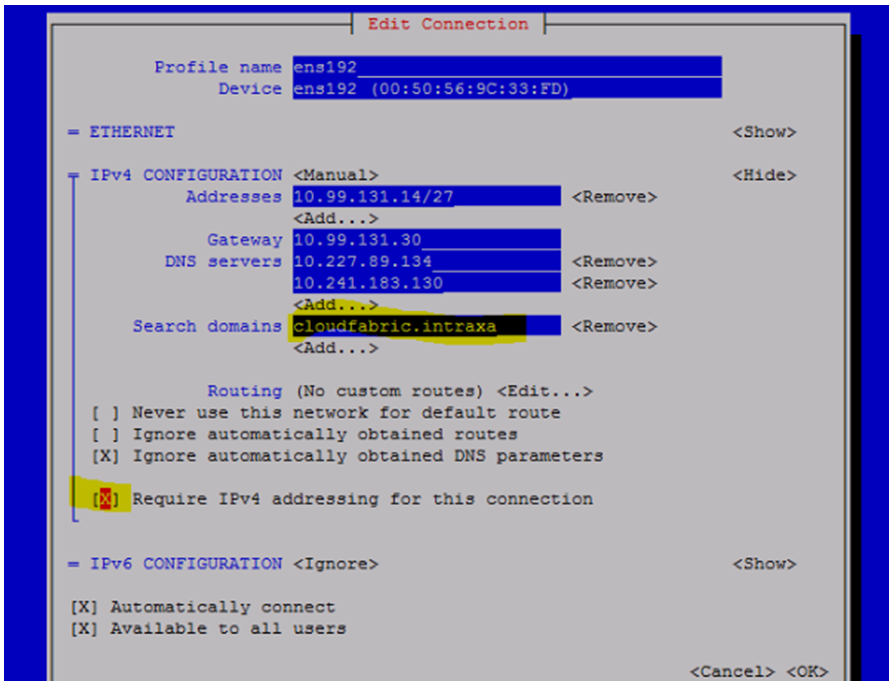 Edit Connection
Profile name ens192
Device ens192 (00:50:56:9C:33:FD)
= ETHERNET <Show>
IPv4 CONFIGURATION <Manual> <Hide>
Addresses 10.99.131.14/27 <Remove>
<Add...>
Gateway 10.99.131.30
DNS servers 10.227.89.134 <Remove>
10.241.183.130 <Remove>
<Add...>
Search domains cloudfabric.intraxa <Remove>
<Add...>
Routing (No custom routes) <Edit...>
[ ] Never use this network for default route
[ ] Ignore automatically obtained routes
[X] Ignore automatically obtained DNS parameters
[X] Require IPv4 addressing for this connection
= IPv6 CONFIGURATION <Ignore> <Show>
[X] Automatically connect
[X] Available to all users
<Cancel> <OK>